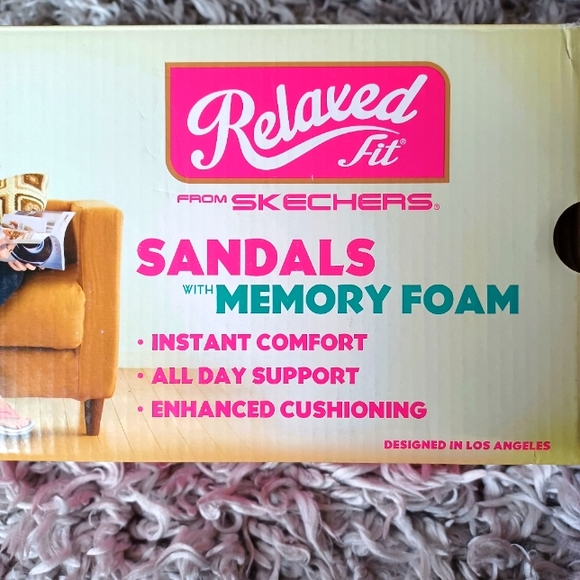 Relaxed
Fit®
FROM SKECHERS®
SANDALS
WITH MEMORY FOAM
• INSTANT COMFORT
• ALL DAY SUPPORT
• ENHANCED CUSHIONING
DESIGNED IN LOS ANGELES